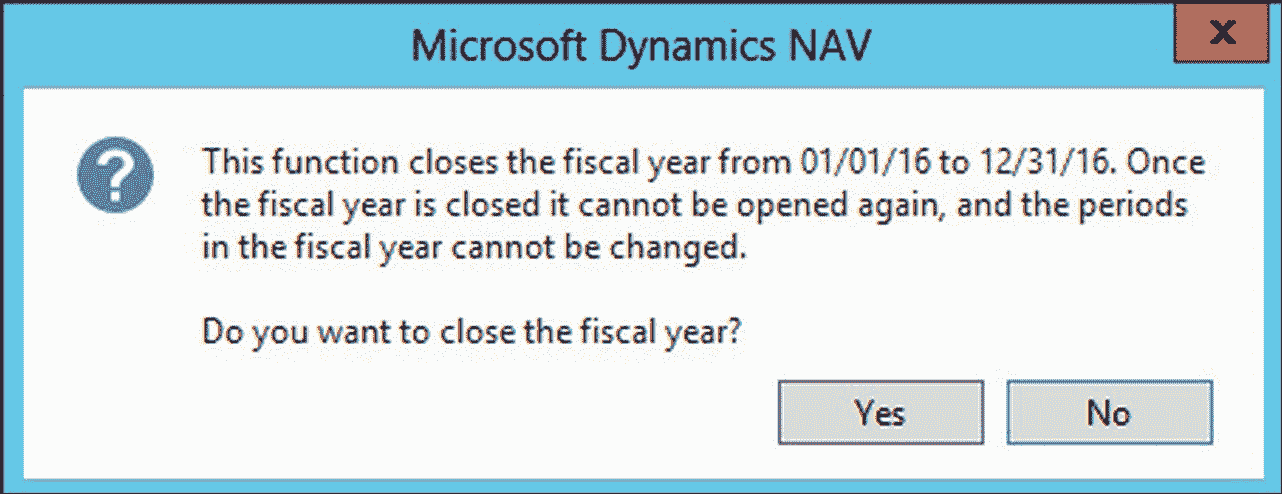 Microsoft Dynamics NAV
X
?
This function closes the fiscal year from 01/01/16 to 12/31/16. Once
the fiscal year is closed it cannot be opened again, and the periods
in the fiscal year cannot be changed.
Do you want to close the fiscal year?
Yes No